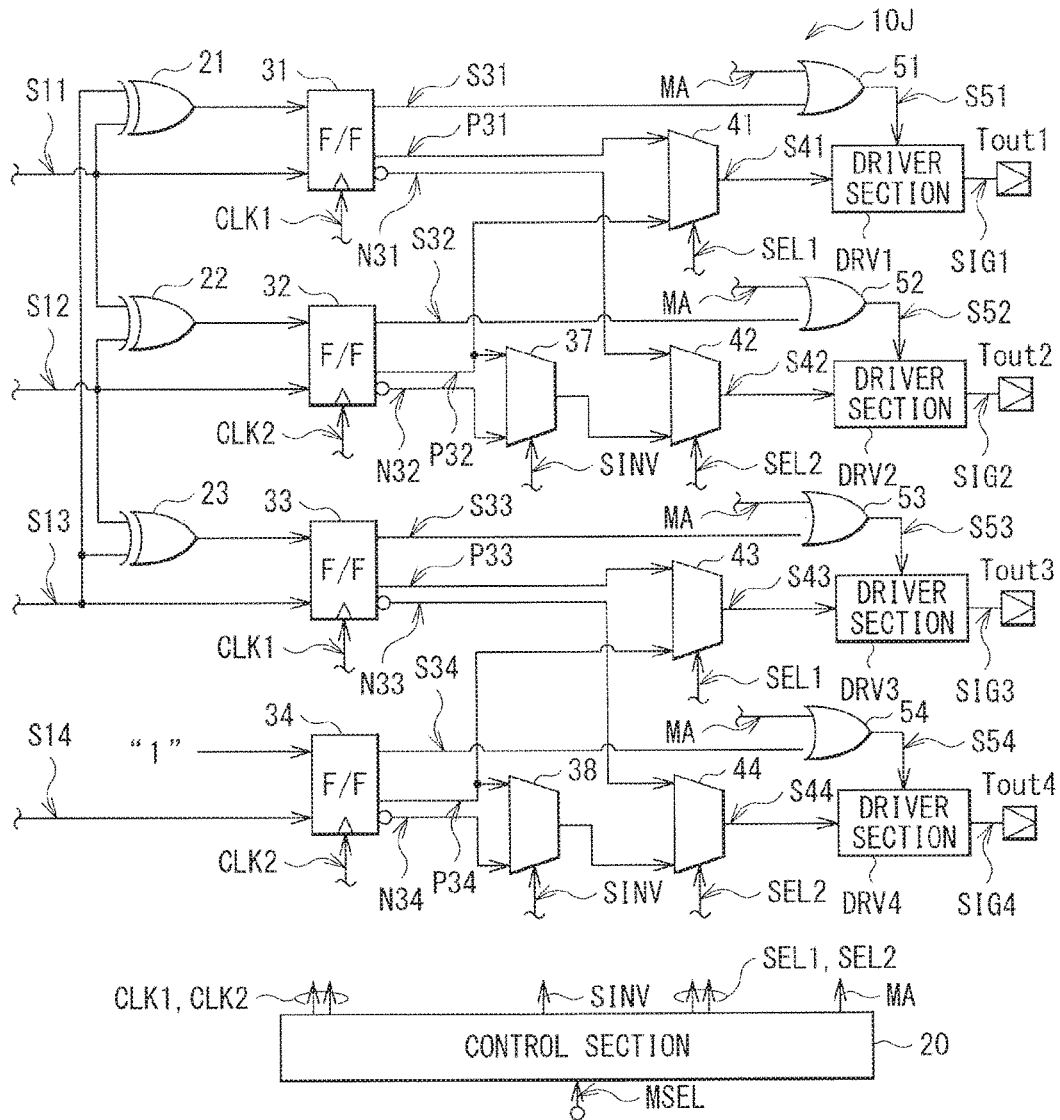 10J
21
31
S31
MA
51
S11
P31
41
S51
F/F
S41
Tout1
DRIVER
SECTION
CLK1
N31
S32
SEL1
DRV1
SIG1
22
32
MA
52
S12
37
42
S52
F/F
S42
Tout2
DRIVER
SECTION
CLK2
N32
P32
SINV
SEL2
DRV2
SIG2
23
33
S33
MA
53
S13
P33
43
S53
F/F
S43
Tout3
DRIVER
SECTION
CLK1
N33
S34
SEL1
DRV3
SIG3
34
MA
54
S14
“1”
38
44
S54
F/F
S44
Tout4
DRIVER
SECTION
CLK2
N34
P34
SINV
SEL2
DRV4
SIG4
SEL1, SEL2
CLK1, CLK2
SINV
MA
CONTROL SECTION
20
MSEL